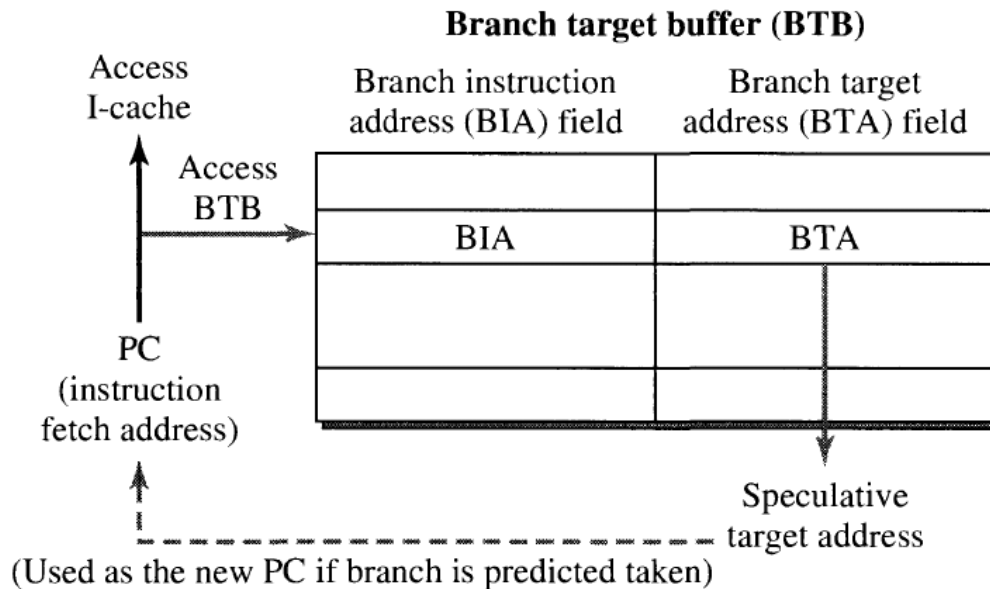 Branch target buffer (BTB)
Access
I-cache
Branch instruction
address (BIA) field
Branch target
address (BTA) field
Access
BTB
BIA
BTA
PC
(instruction
fetch address)
Speculative
target address
(Used as the new PC if branch is predicted taken)